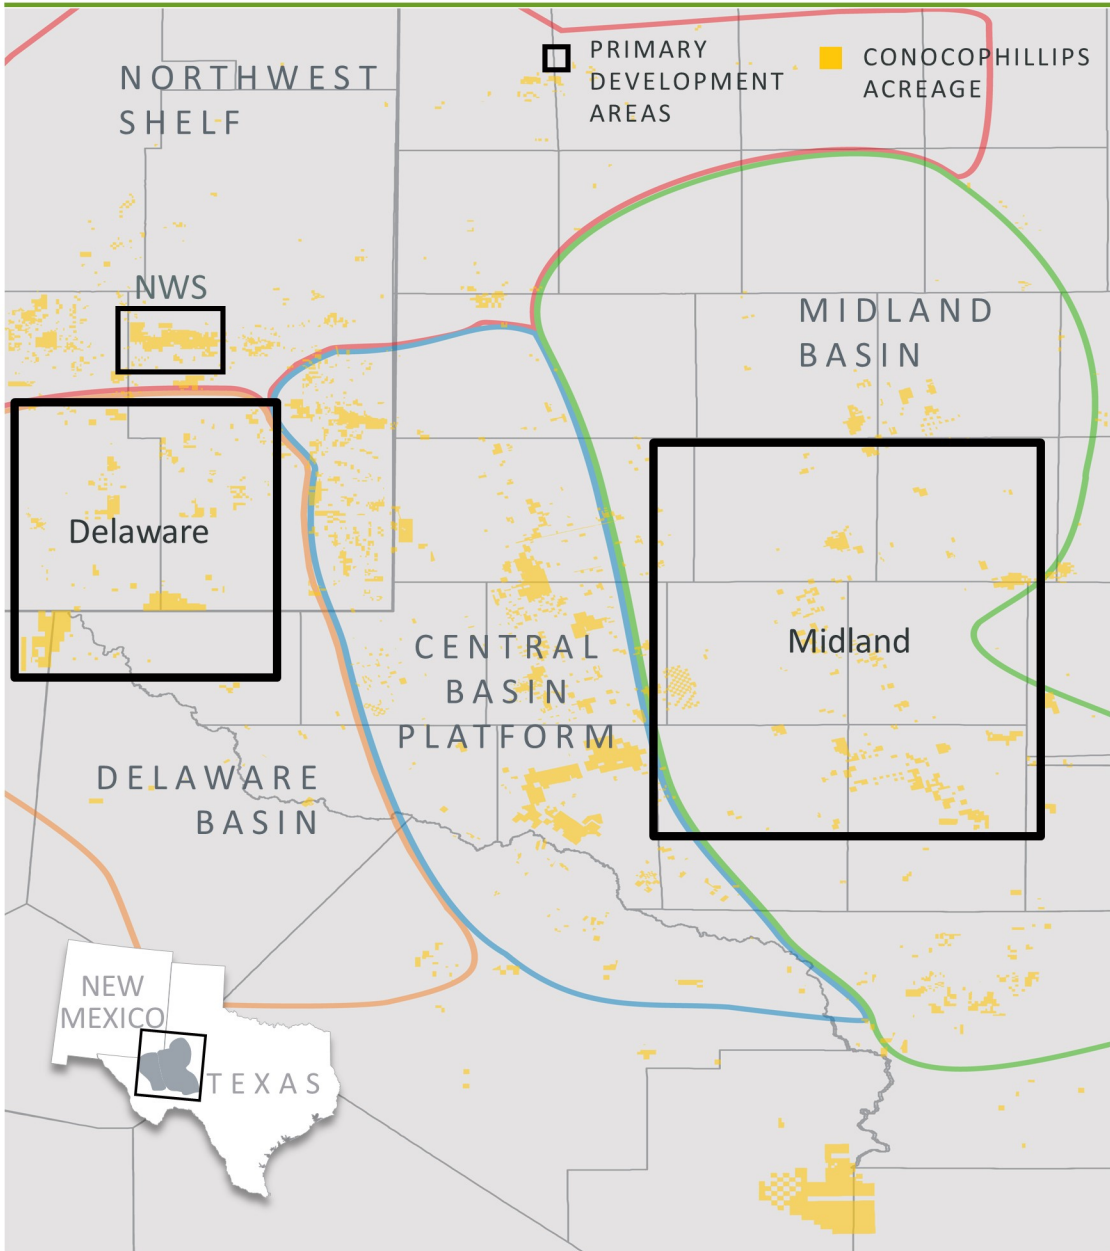 PRIMARY
DEVELOPMENT
AREAS
CONOCOPHILLIPS
ACREAGE
NORTHWEST
SHELF
NWS
MIDLAND
BASIN
Delaware
Midland
CENTRAL
BASIN
PLATFORM
DELAWARE
BASIN
NEW
MEXICO
TEXAS